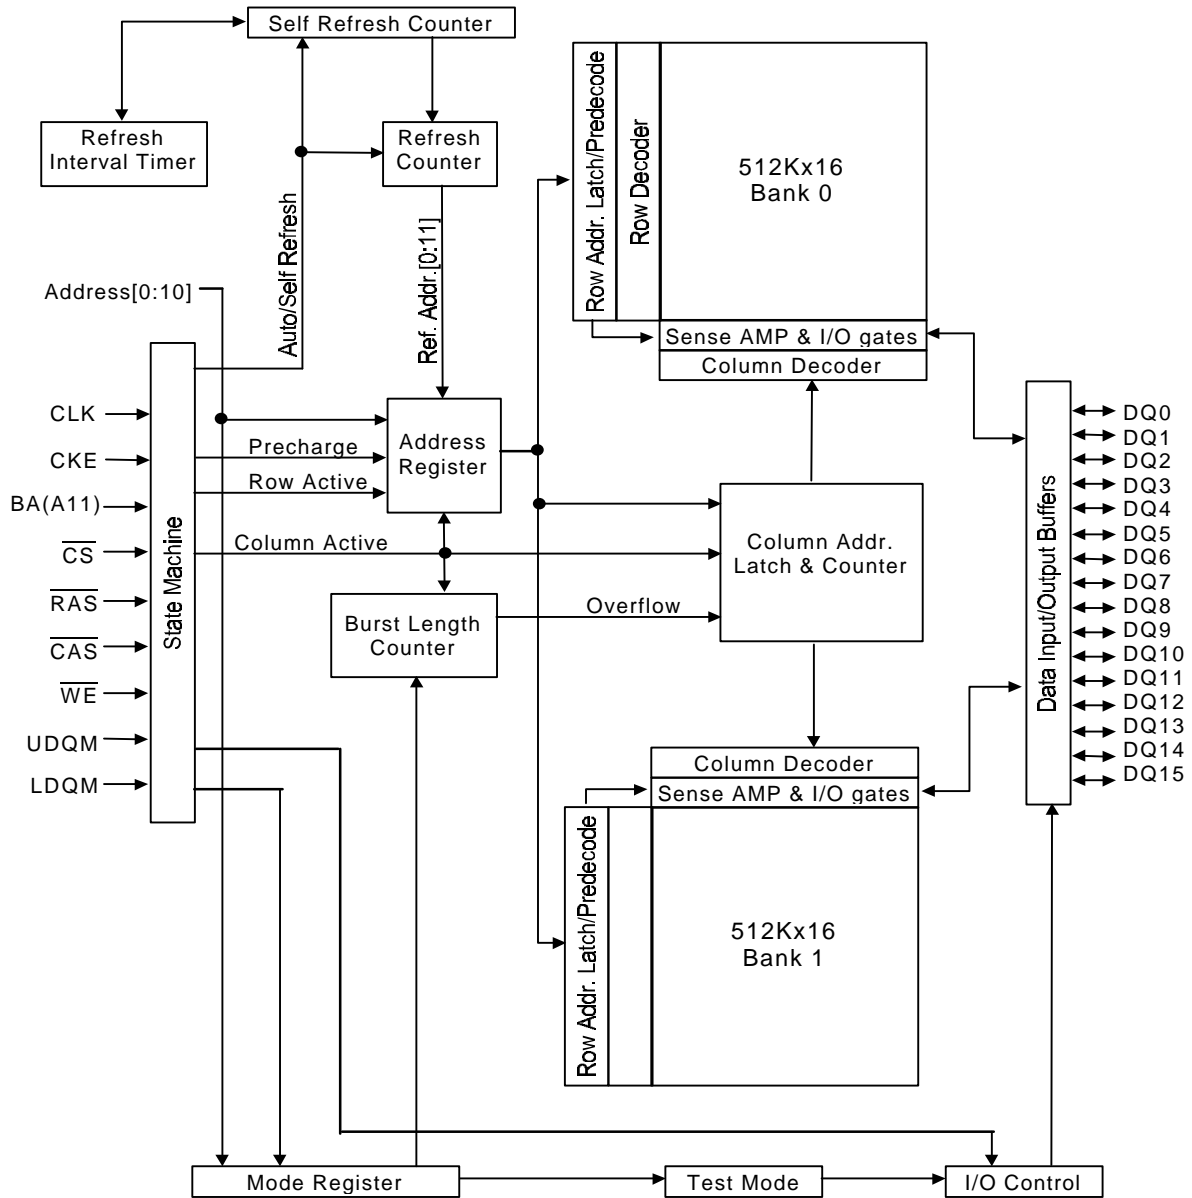 Self Refresh Counter
Refresh
Interval Timer
Refresh
Counter
Row Addr. Latch/Predecode
Row Decoder
512Kx16
Bank 0
Auto/Self Refresh
Ref. Addr.[0:11]
Address[0:10]
Sense AMP & I/O gates
Column Decoder
State Machine
CLK
CKE
BA(A11)
CS
RAS
CAS
WE
UDQM
LDQM
Precharge
Row Active
Column Active
Address
Register
Burst Length
Counter
Overflow
Column Addr.
Latch & Counter
Data Input/Output Buffers
DQ0
DQ1
DQ2
DQ3
DQ4
DQ5
DQ6
DQ7
DQ8
DQ9
DQ10
DQ11
DQ12
DQ13
DQ14
DQ15
Column Decoder
Sense AMP & I/O gates
Row Addr. Latch/Predecode
512Kx16
Bank 1
Mode Register
Test Mode
I/O Control